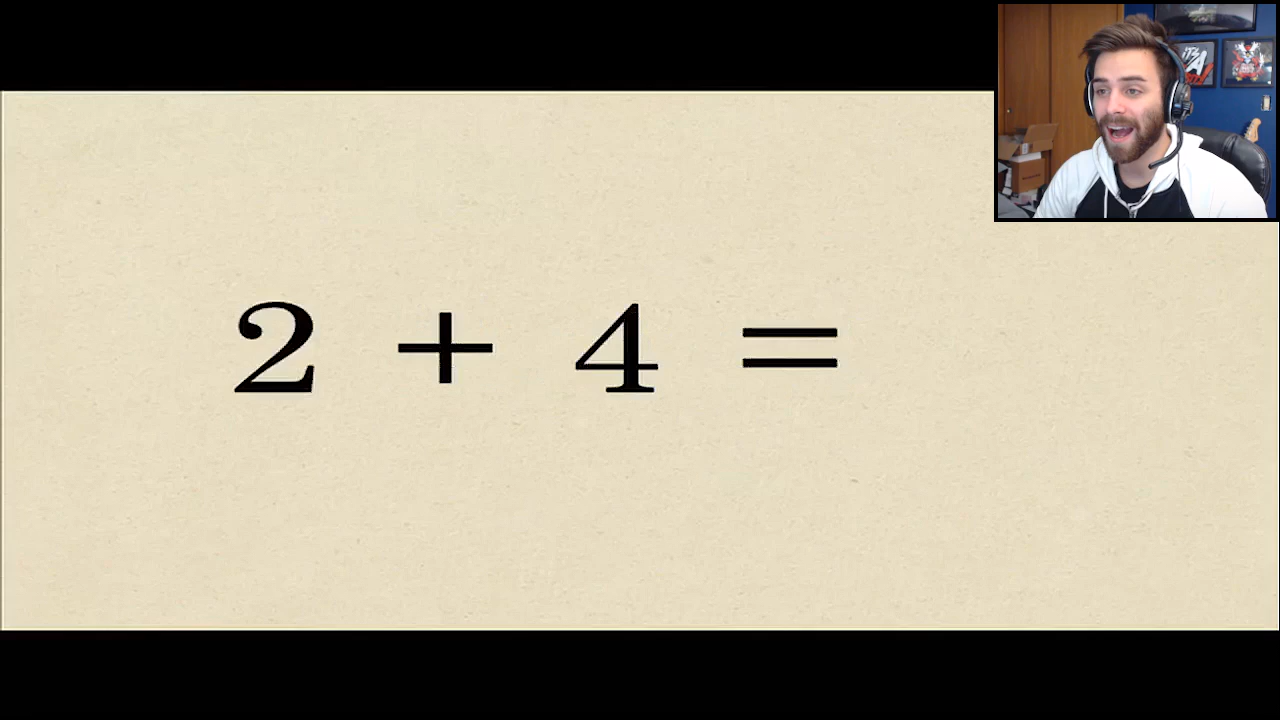 2 + 4 =